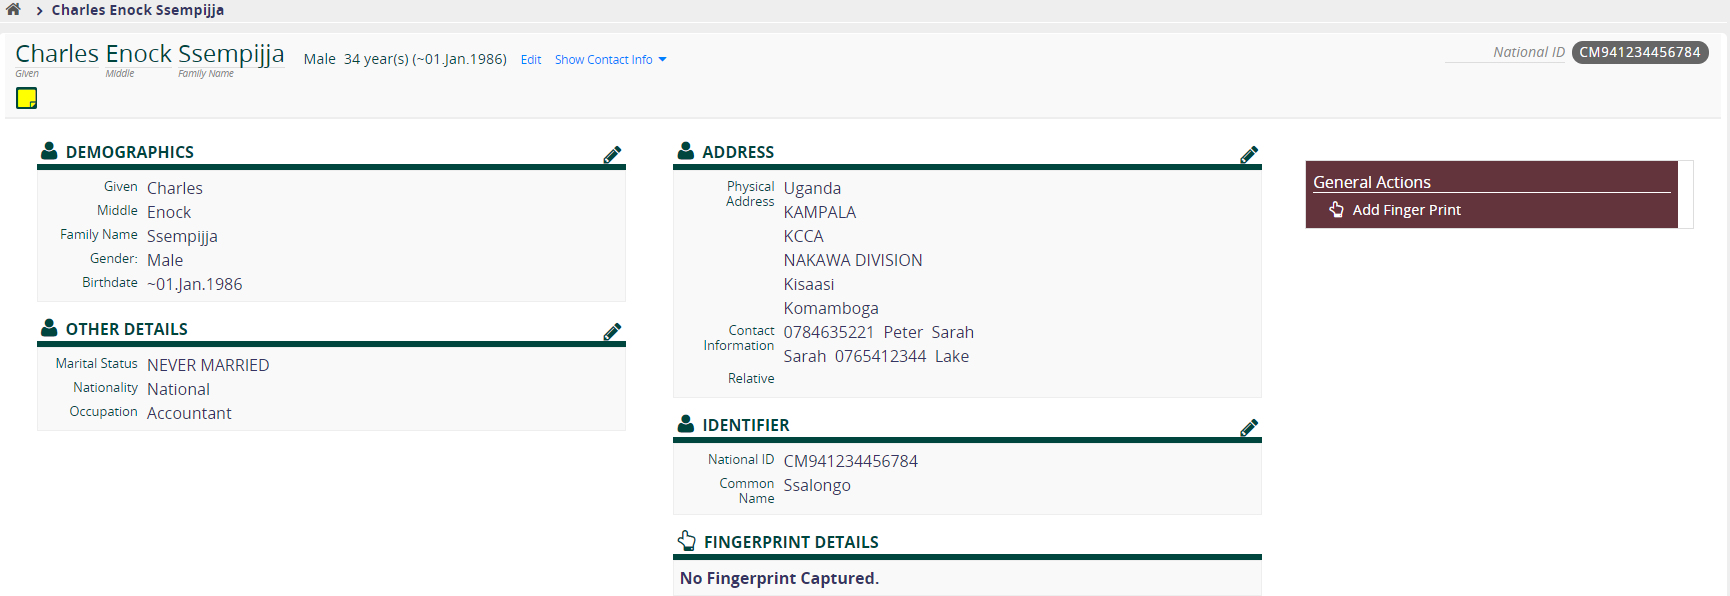 Charles Enock Ssempijja
Charles Enock Ssempijja Male 34 year(s) (~01.Jan.1986) Edit Show Contact Info National ID CM941234456784
Given Middle Family Name
DEMOGRAPHICS
Given Charles
Middle Enock
Family Name Ssempijja
Gender: Male
Birthdate ~01.Jan.1986
OTHER DETAILS
Marital Status NEVER MARRIED
Nationality National
Occupation Accountant
ADDRESS
Physical Address Uganda
KAMPALA
KCCA
NAKAWA DIVISION
Kisaasi
Komamboga
Contact Information 0784635221 Peter Sarah
Sarah 0765412344 Lake
Relative
IDENTIFIER
National ID CM941234456784
Common Name Ssalongo
FINGERPRINT DETAILS
No Fingerprint Captured.
General Actions
Add Finger Print